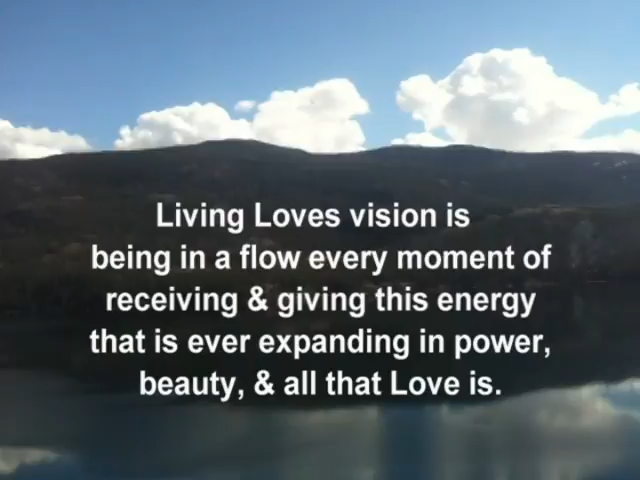 Living Loves vision is
being in a flow every moment of
receiving & giving this energy
that is ever expanding in power,
beauty, & all that Love is.